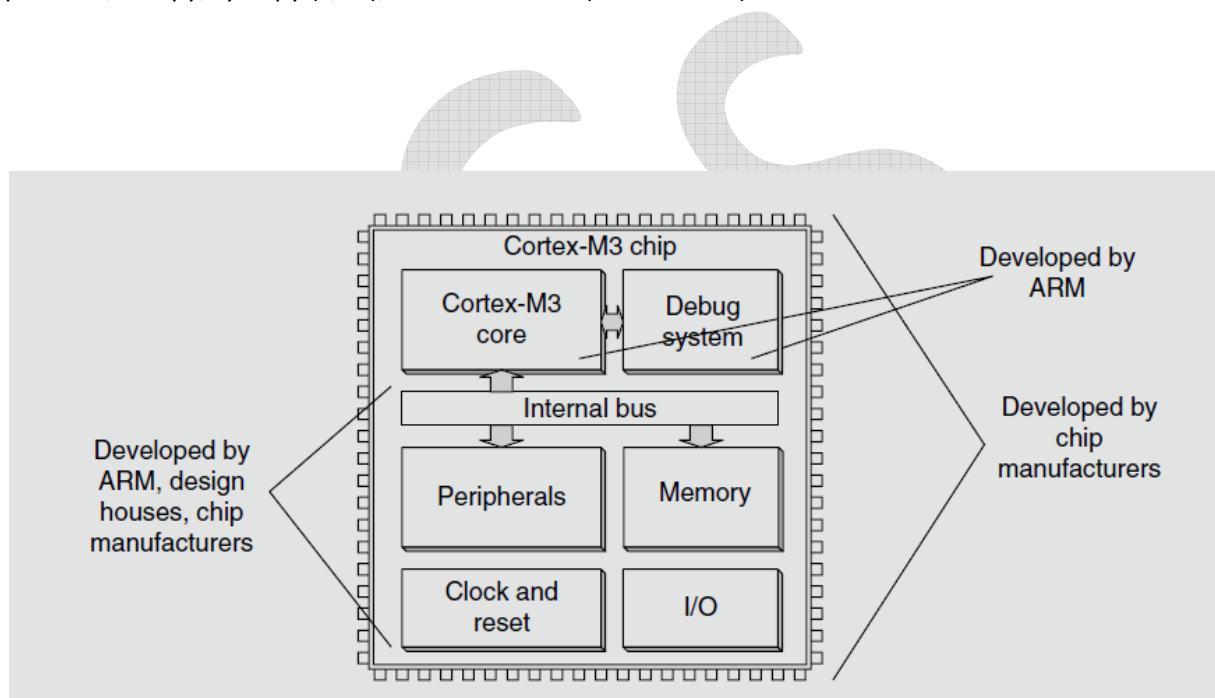 Cortex-M3 chip
Cortex-M3
core
Debug
system
Developed by
ARM
Internal bus
Developed by
ARM, design
houses, chip
manufacturers
Peripherals
Memory
Developed by
chip
manufacturers
Clock and
reset
I/O